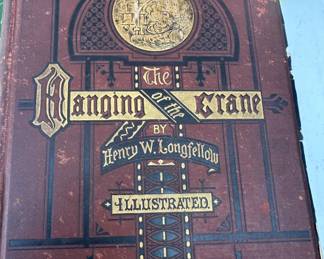 The
Hanging of the Crane
BY
Henry W. Longfellow
ILLUSTRATED.